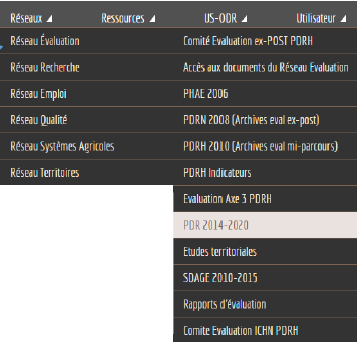 Réseaux Ressources US-ODR Utilisateur
Réseau Évaluation
Réseau Recherche
Réseau Emploi
Réseau Qualité
Réseau Systèmes Agricoles
Réseau Territoires
Comité Evaluation ex-POST PDRH
Accès aux documents du Réseau Evaluation
PHAE 2006
PDRN 2008 (Archives eval ex-post)
PDRH 2010 (Archives eval mi-parcours)
PDRH Indicateurs
Evaluation Axe 3 PDRH
PDR 2014-2020
Etudes territoriales
SDAGE 2010-2015
Rapports d'évaluation
Comite Evaluation ICHN PDRH